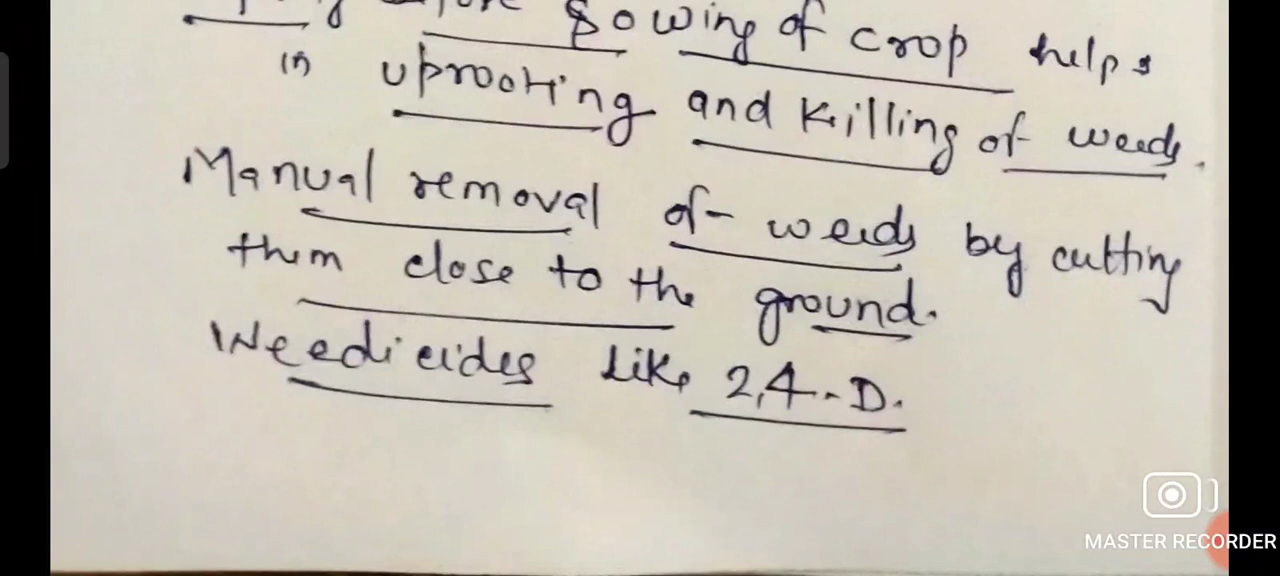 sowing of crop helps
in uprooting and killing of weeds.
Manual removal of weeds by cutting
them close to the ground.
Weedicides like 2,4-D.
MASTER RECORDER